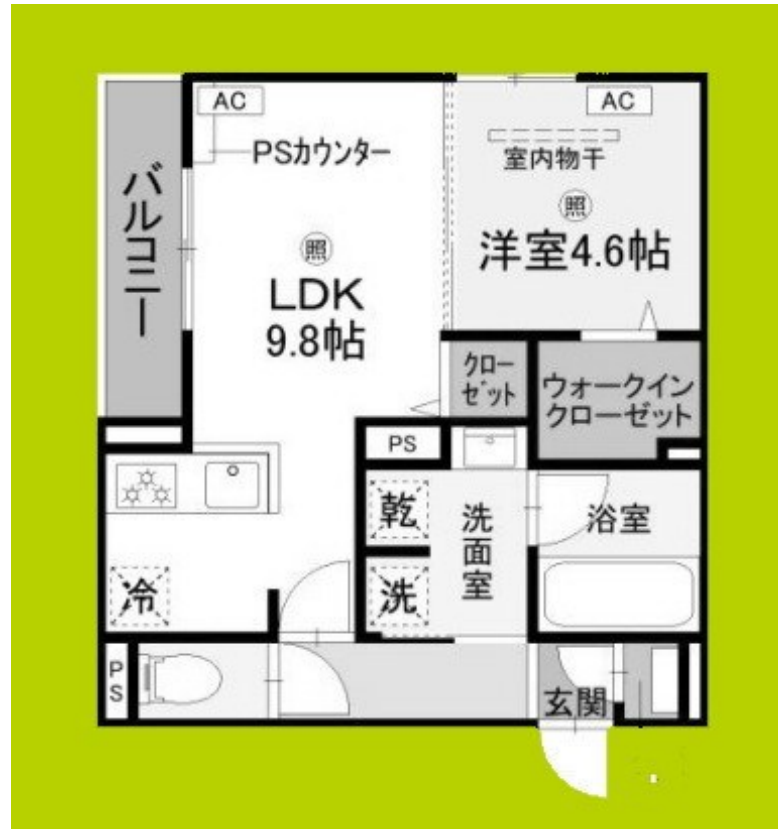 AC
AC
PSカウンター
室内物干
照
バルコニー
照
洋室4.6帖
LDK
9.8帖
クロー
ゼット
ウォークイン
クローゼット
PS
乾
洗面室
浴室
冷
洗
PS
玄関